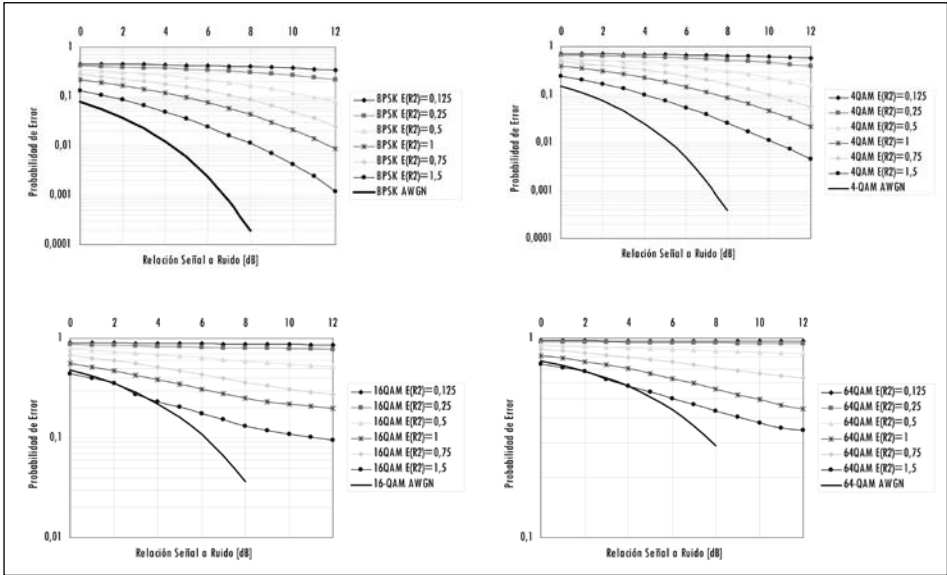 0 2 4 6 8 10 12
1
0,1
0,01
0,001
0,0001
Probabilidad de Error
Relación Señal a Ruido [dB]
BPSK E(R2)=0,125
BPSK E(R2)=0,25
BPSK E(R2)=0,5
BPSK E(R2)=1
BPSK E(R2)=0,75
BPSK E(R2)=1,5
BPSK AWGN
0 2 4 6 8 10 12
1
0,1
0,01
0,001
0,0001
Probabilidad de Error
Relación Señal a Ruido [dB]
4QAM E(R2)=0,125
4QAM E(R2)=0,25
4QAM E(R2)=0,5
4QAM E(R2)=1
4QAM E(R2)=0,75
4QAM E(R2)=1,5
4-QAM AWGN
0 2 4 6 8 10 12
1
0,1
0,01
Probabilidad de Error
Relación Señal a Ruido [dB]
16QAM E(R2)=0,125
16QAM E(R2)=0,25
16QAM E(R2)=0,5
16QAM E(R2)=1
16QAM E(R2)=0,75
16QAM E(R2)=1,5
16-QAM AWGN
0 2 4 6 8 10 12
1
0,1
Probabilidad de Error
Relación Señal a Ruido [dB]
64QAM E(R2)=0,125
64QAM E(R2)=0,25
64QAM E(R2)=0,5
64QAM E(R2)=1
64QAM E(R2)=0,75
64QAM E(R2)=1,5
64-QAM AWGN